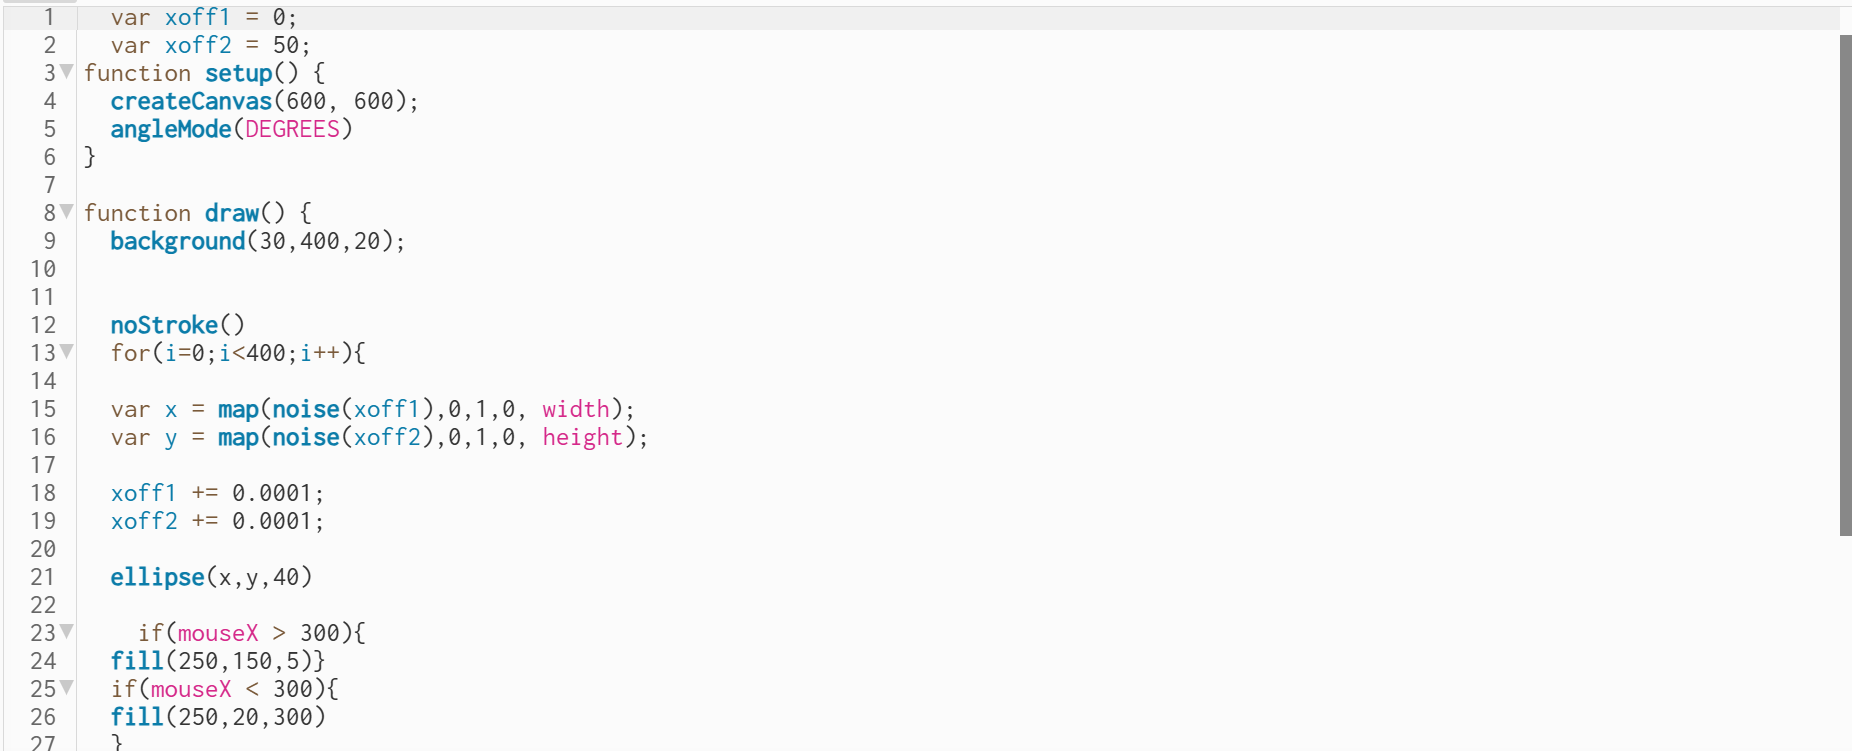 1 var xoff1 = 0;
2 var xoff2 = 50;
3 function setup() {
4 createCanvas(600, 600);
5 angleMode(DEGREES)
6 }
7
8 function draw() {
9 background(30,400,20);
10
11
12 noStroke()
13 for(i=0;i<400;i++){
14
15 var x = map(noise(xoff1),0,1,0, width);
16 var y = map(noise(xoff2),0,1,0, height);
17
18 xoff1 += 0.0001;
19 xoff2 += 0.0001;
20
21 ellipse(x,y,40)
22
23 if(mouseX > 300){
24 fill(250,150,5)}
25 if(mouseX < 300){
26 fill(250,20,300)
27 }